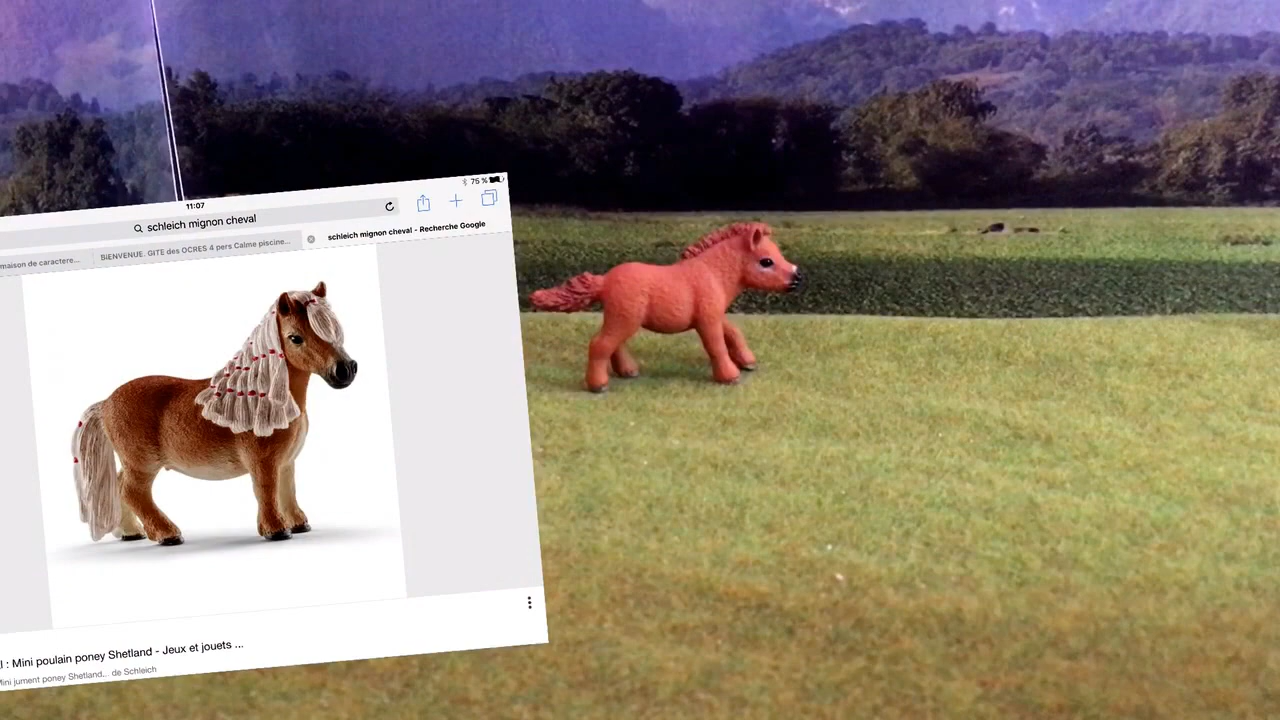 11:07
75 %
schleich mignon cheval
maison de caractere...
BIENVENUE. GITE des OCRES 4 pers Calme piscine...
schleich mignon cheval - Recherche Google
: Mini poulain poney Shetland - Jeux et jouets ...
Mini jument poney Shetland... de Schleich